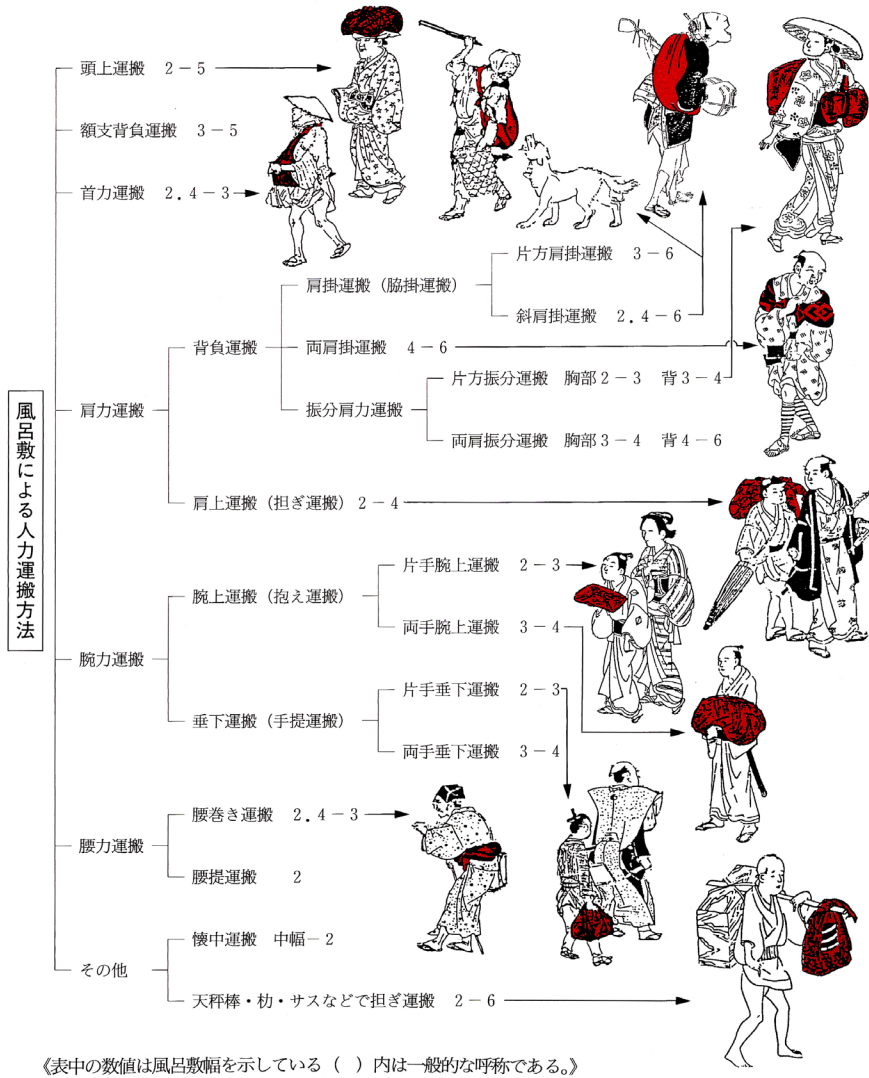 風呂敷による人力運搬方法
頭上運搬 2－5
額支背負運搬 3－5
首力運搬 2.4－3
肩力運搬
背負運搬
肩掛運搬（脇掛運搬）
片方肩掛運搬 3－6
斜肩掛運搬 2.4－6
両肩掛運搬 4－6
振分肩力運搬
片方振分運搬 胸部2－3 背3－4
両肩振分運搬 胸部3－4 背4－6
肩上運搬（担ぎ運搬）2－4
腕力運搬
腕上運搬（抱え運搬）
片手腕上運搬 2－3
両手腕上運搬 3－4
垂下運搬（手提運搬）
片手垂下運搬 2－3
両手垂下運搬 3－4
腰力運搬
腰巻き運搬 2.4－3
腰提運搬 2
その他
懐中運搬 中幅－2
天秤棒・朸・サスなどで担ぎ運搬 2－6
《表中の数値は風呂敷幅を示している（ ）内は一般的な呼称である。》